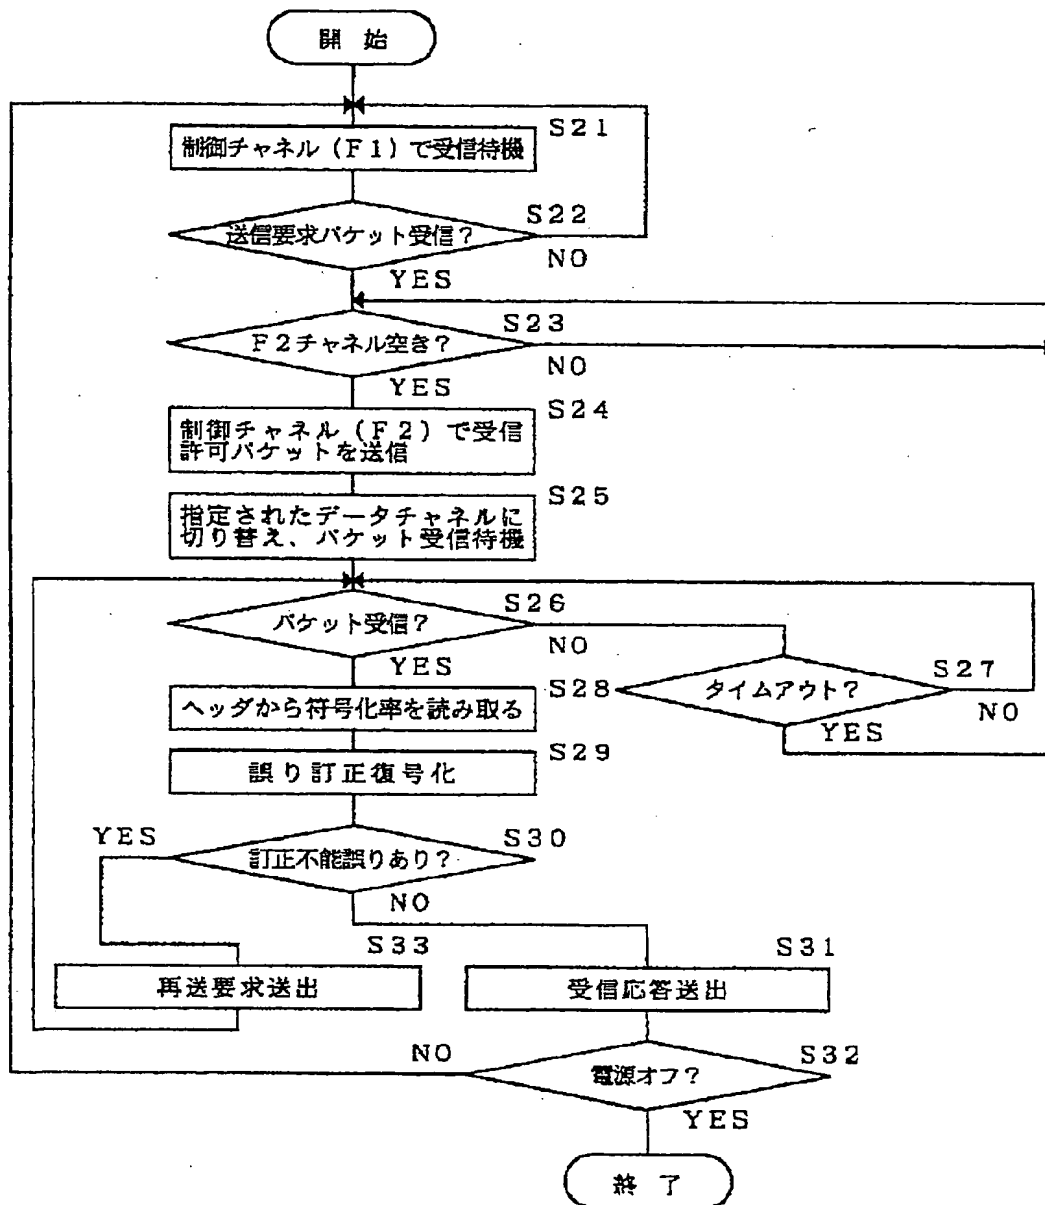 開始
S21
制御チャネル(F1)で受信待機
S22
送信要求パケット受信?
NO
YES
S23
F2チャネル空き?
NO
YES
S24
制御チャネル(F2)で受信
許可パケットを送信
S25
指定されたデータチャネルに
切り替え、パケット受信待機
S26
パケット受信?
NO
YES
S27
タイムアウト?
NO
YES
S28
ヘッダから符号化率を読み取る
S29
誤り訂正復号化
YES
S30
訂正不能誤りあり?
NO
S33
再送要求送出
S31
受信応答送出
NO
S32
電源オフ?
YES
終了